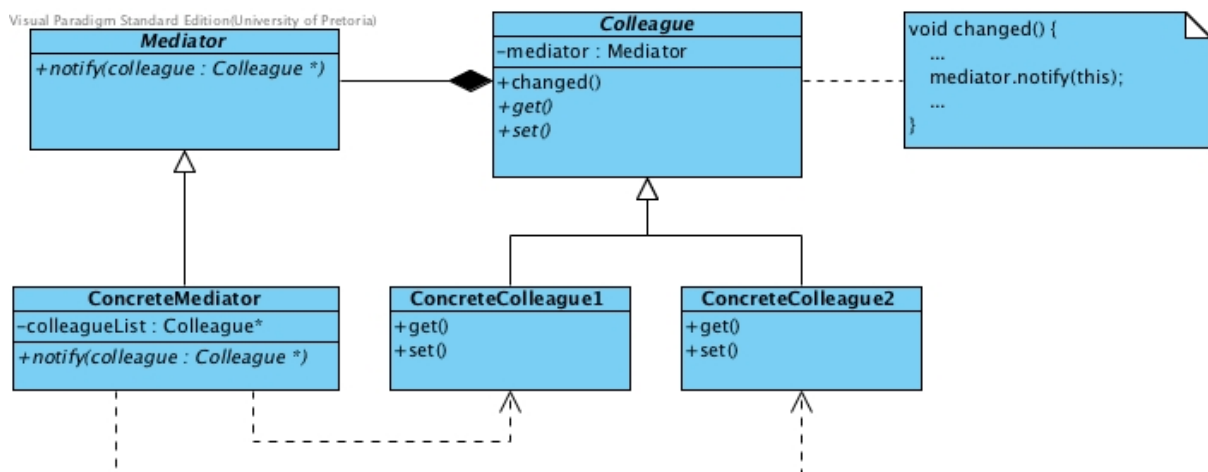 Visual Paradigm Standard Edition(University of Pretoria)
Mediator
+notify(colleague : Colleague *)
Colleague
-mediator : Mediator
+changed()
+get()
+set()
void changed() {
...
mediator.notify(this);
...
}
ConcreteMediator
-colleagueList : Colleague*
+notify(colleague : Colleague *)
ConcreteColleague1
+get()
+set()
ConcreteColleague2
+get()
+set()